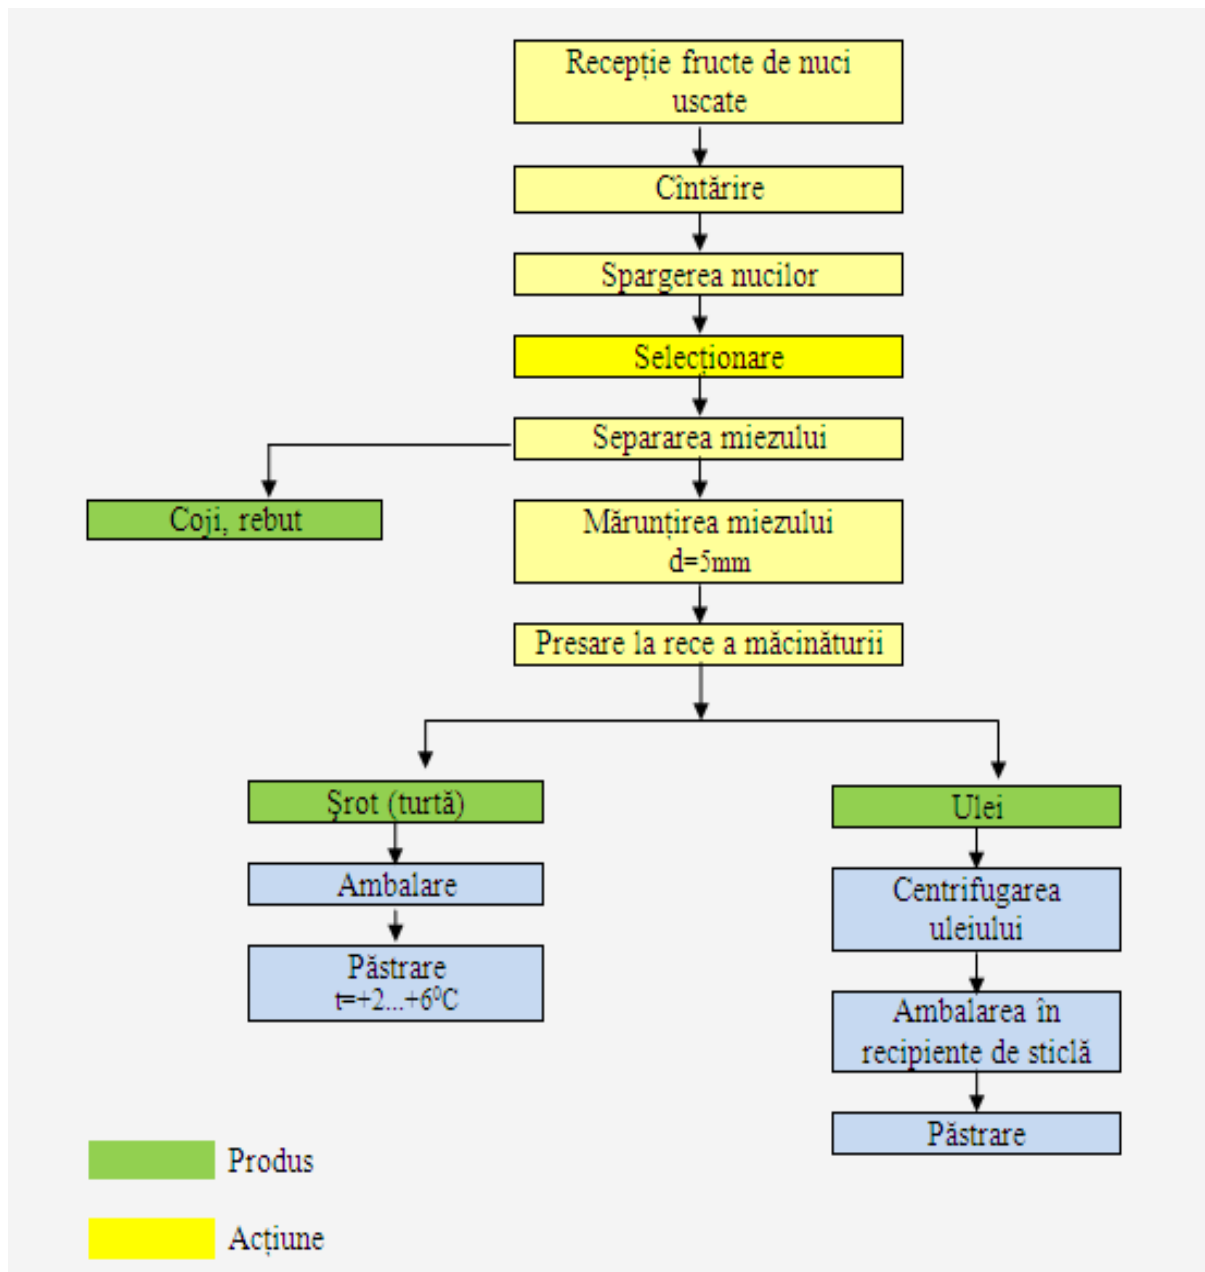 Recepție fructe de nuci
uscate
Cîntărire
Spargerea nucilor
Selecționare
Separarea miezului
Coji, rebut
Mărunțirea miezului
d=5mm
Presare la rece a măcinăturii
Şrot (turtă)
Ulei
Ambalare
Centrifugarea
uleiului
Păstrare
t=+2...+6⁰C
Ambalarea în
recipiente de sticlă
Păstrare
Produs
Acțiune